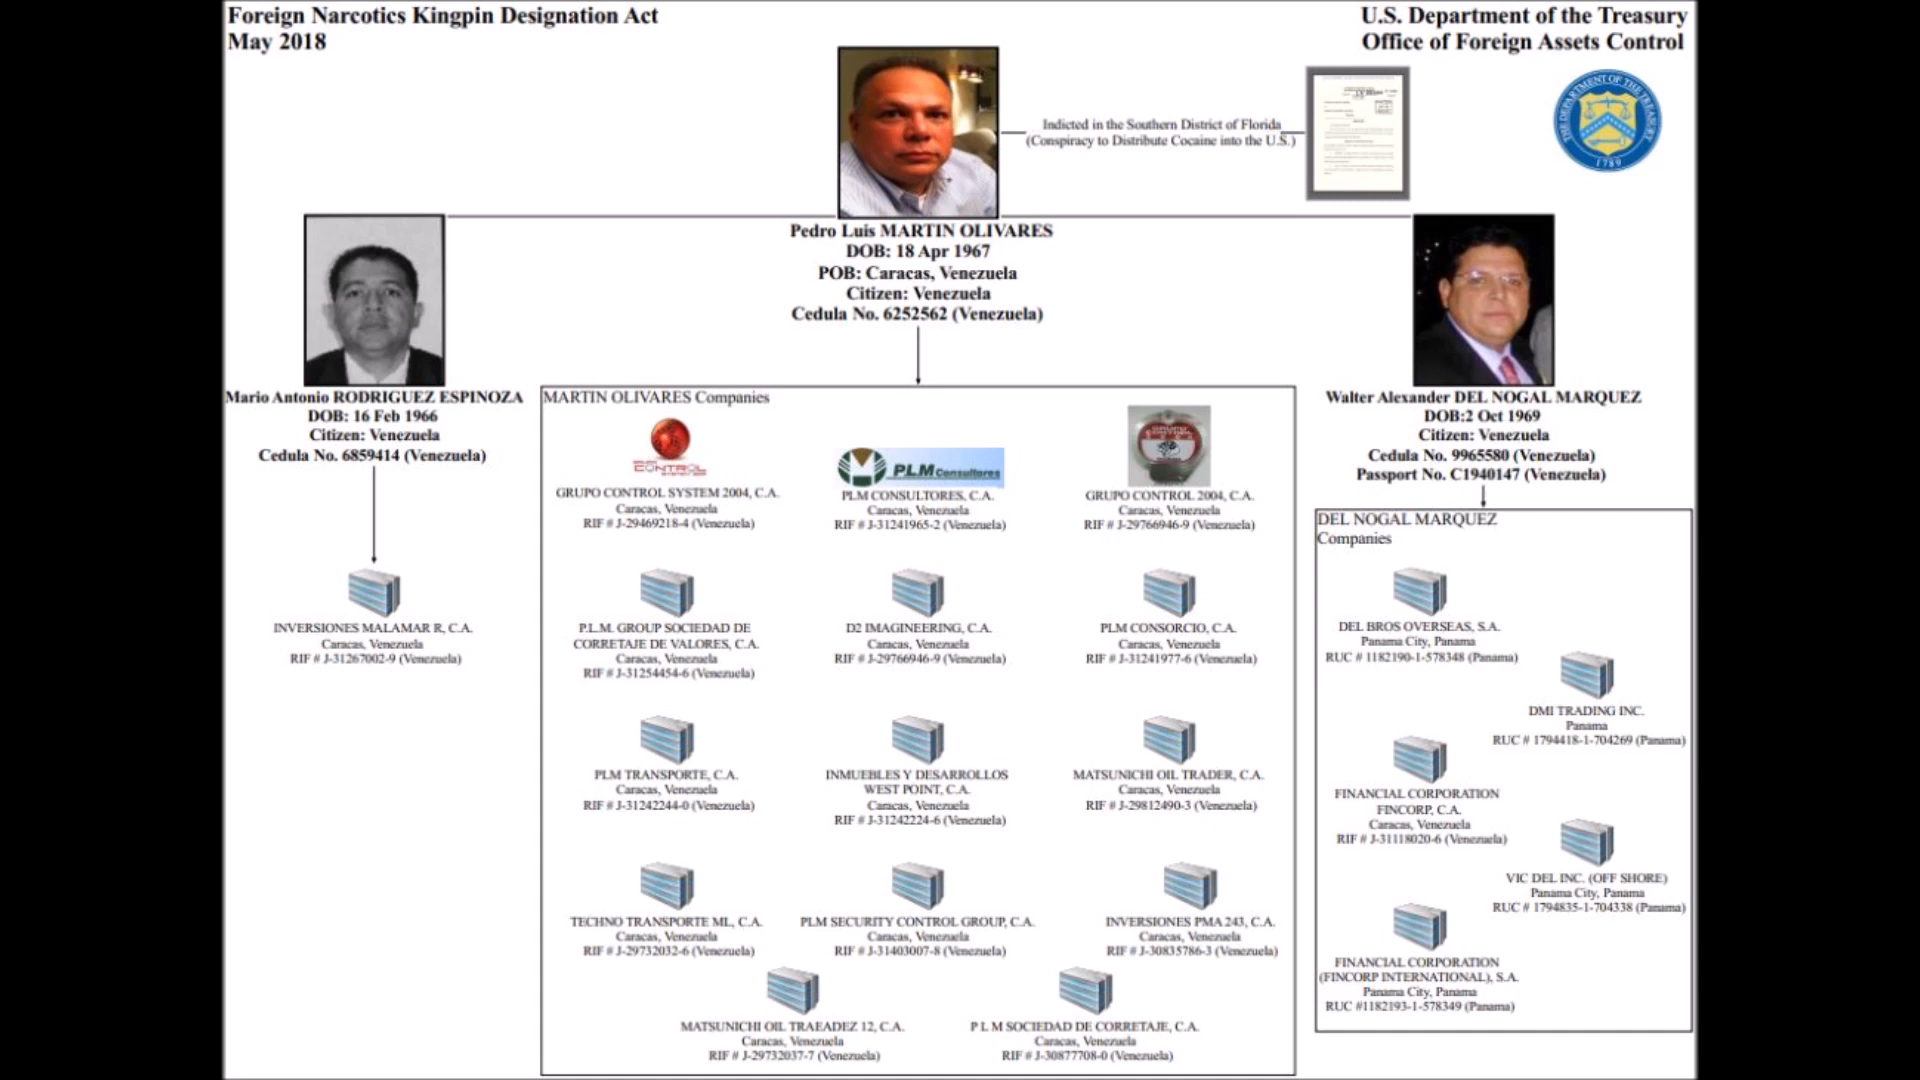 Foreign Narcotics Kingpin Designation Act
May 2018
U.S. Department of the Treasury
Office of Foreign Assets Control
THE DEPARTMENT OF THE TREASURY
1789
Indicted in the Southern District of Florida
(Conspiracy to Distribute Cocaine into the U.S.)
Pedro Luis MARTIN OLIVARES
DOB: 18 Apr 1967
POB: Caracas, Venezuela
Citizen: Venezuela
Cedula No. 6252562 (Venezuela)
Mario Antonio RODRIGUEZ ESPINOZA
DOB: 16 Feb 1966
Citizen: Venezuela
Cedula No. 6859414 (Venezuela)
INVERSIONES MALAMAR R, C.A.
Caracas, Venezuela
RIF # J-31267002-9 (Venezuela)
MARTIN OLIVARES Companies
CONTROL
GRUPO CONTROL SYSTEM 2004, C.A.
Caracas, Venezuela
RIF # J-29469218-4 (Venezuela)
PLM Consultores
PLM CONSULTORES, C.A.
Caracas, Venezuela
RIF # J-31241965-2 (Venezuela)
GRUPO CONTROL 2004, C.A.
Caracas, Venezuela
RIF # J-29766946-9 (Venezuela)
P.L.M. GROUP SOCIEDAD DE
CORRETAJE DE VALORES, C.A.
Caracas, Venezuela
RIF # J-31254454-6 (Venezuela)
D2 IMAGINEERING, C.A.
Caracas, Venezuela
RIF # J-29766946-9 (Venezuela)
PLM CONSORCIO, C.A.
Caracas, Venezuela
RIF # J-31241977-6 (Venezuela)
PLM TRANSPORTE, C.A.
Caracas, Venezuela
RIF # J-31242244-0 (Venezuela)
INMUEBLES Y DESARROLLOS
WEST POINT, C.A.
Caracas, Venezuela
RIF # J-31242224-6 (Venezuela)
MATSUNICHI OIL TRADER, C.A.
Caracas, Venezuela
RIF # J-29812490-3 (Venezuela)
TECHNO TRANSPORTE ML, C.A.
Caracas, Venezuela
RIF # J-29732032-6 (Venezuela)
PLM SECURITY CONTROL GROUP, C.A.
Caracas, Venezuela
RIF # J-31403007-8 (Venezuela)
INVERSIONES PMA 243, C.A.
Caracas, Venezuela
RIF # J-30835786-3 (Venezuela)
MATSUNICHI OIL TRAEADEZ 12, C.A.
Caracas, Venezuela
RIF # J-29732037-7 (Venezuela)
P L M SOCIEDAD DE CORRETAJE, C.A.
Caracas, Venezuela
RIF # J-30877708-0 (Venezuela)
Walter Alexander DEL NOGAL MARQUEZ
DOB:2 Oct 1969
Citizen: Venezuela
Cedula No. 9965580 (Venezuela)
Passport No. C1940147 (Venezuela)
DEL NOGAL MARQUEZ
Companies
DEL BROS OVERSEAS, S.A.
Panama City, Panama
RUC # 1182190-1-578348 (Panama)
DMI TRADING INC.
Panama
RUC # 1794418-1-704269 (Panama)
FINANCIAL CORPORATION
FINCORP, C.A.
Caracas, Venezuela
RIF # J-31118020-6 (Venezuela)
VIC DEL INC. (OFF SHORE)
Panama City, Panama
RUC # 1794835-1-704338 (Panama)
FINANCIAL CORPORATION
(FINCORP INTERNATIONAL), S.A.
Panama City, Panama
RUC #1182193-1-578349 (Panama)